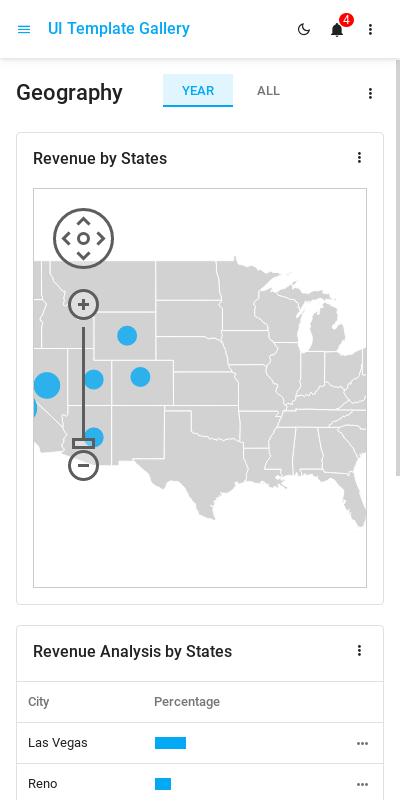 UI Template Gallery
4
Geography
YEAR
ALL
Revenue by States
Revenue Analysis by States
City
Percentage
Las Vegas
Reno